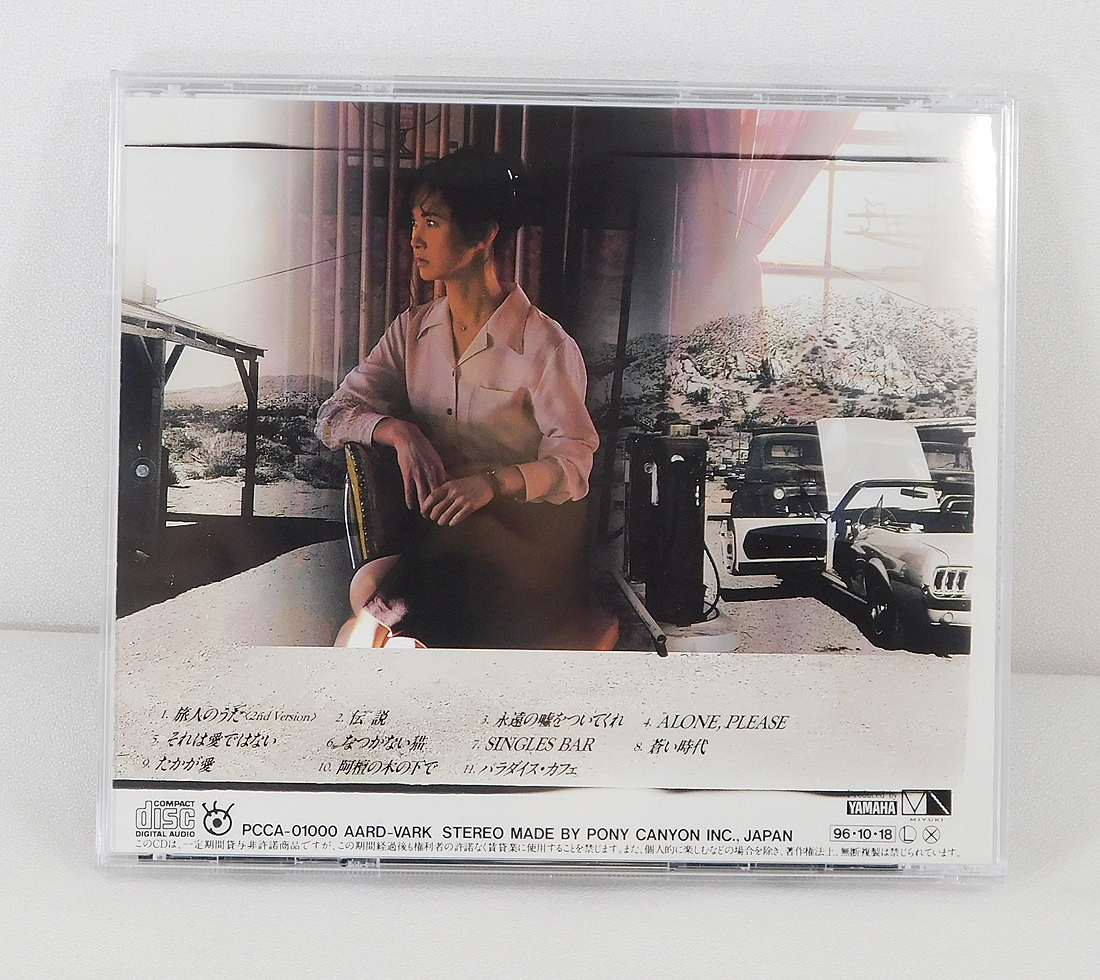 1. 旅人のうた〈2nd Version〉 2. 伝説 3. 永遠の嘘をついてくれ 4. ALONE, PLEASE
5. それは愛ではない 6. なつかない猫 7. SINGLES BAR 8. 蒼い時代
9. たかが愛 10. 阿檀の木の下で 11. パラダイス・カフェ
Produced by
YAMAHA
MIYUKI
COMPACT
disc
DIGITAL AUDIO
PCCA-01000 AARD-VARK STEREO MADE BY PONY CANYON INC., JAPAN
96・10・18 L X
このCDは、一定期間貸与非許諾商品ですが、この期間経過後も権利者の許諾なく賃貸業に使用することを禁じます。また、個人的に楽しむなどの場合を除き、著作権法上、無断複製は禁じられています。